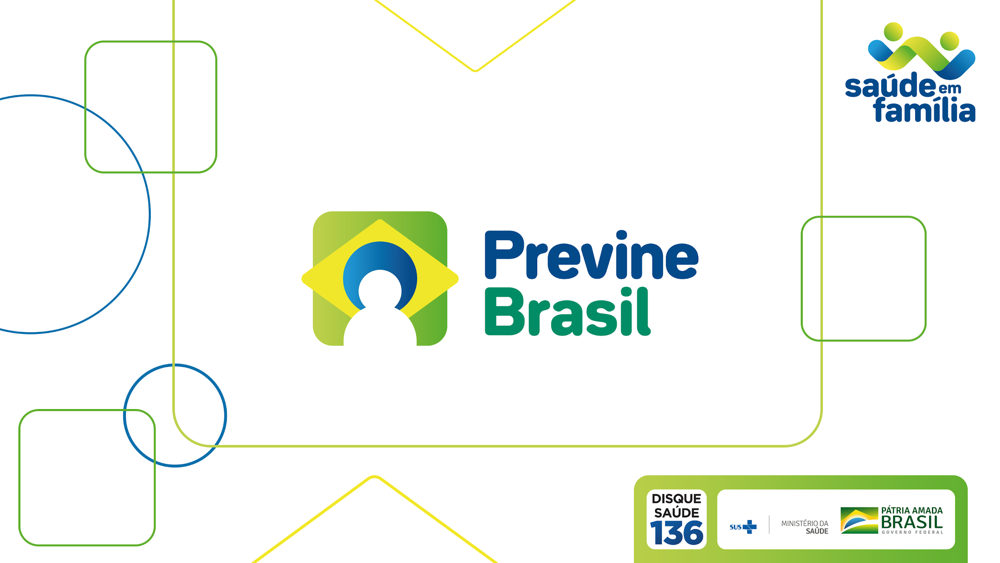 saúde em
família
Previne
Brasil
DISQUE
SAÚDE
136
SUS
MINISTÉRIO DA
SAÚDE
PÁTRIA AMADA
BRASIL
GOVERNO FEDERAL